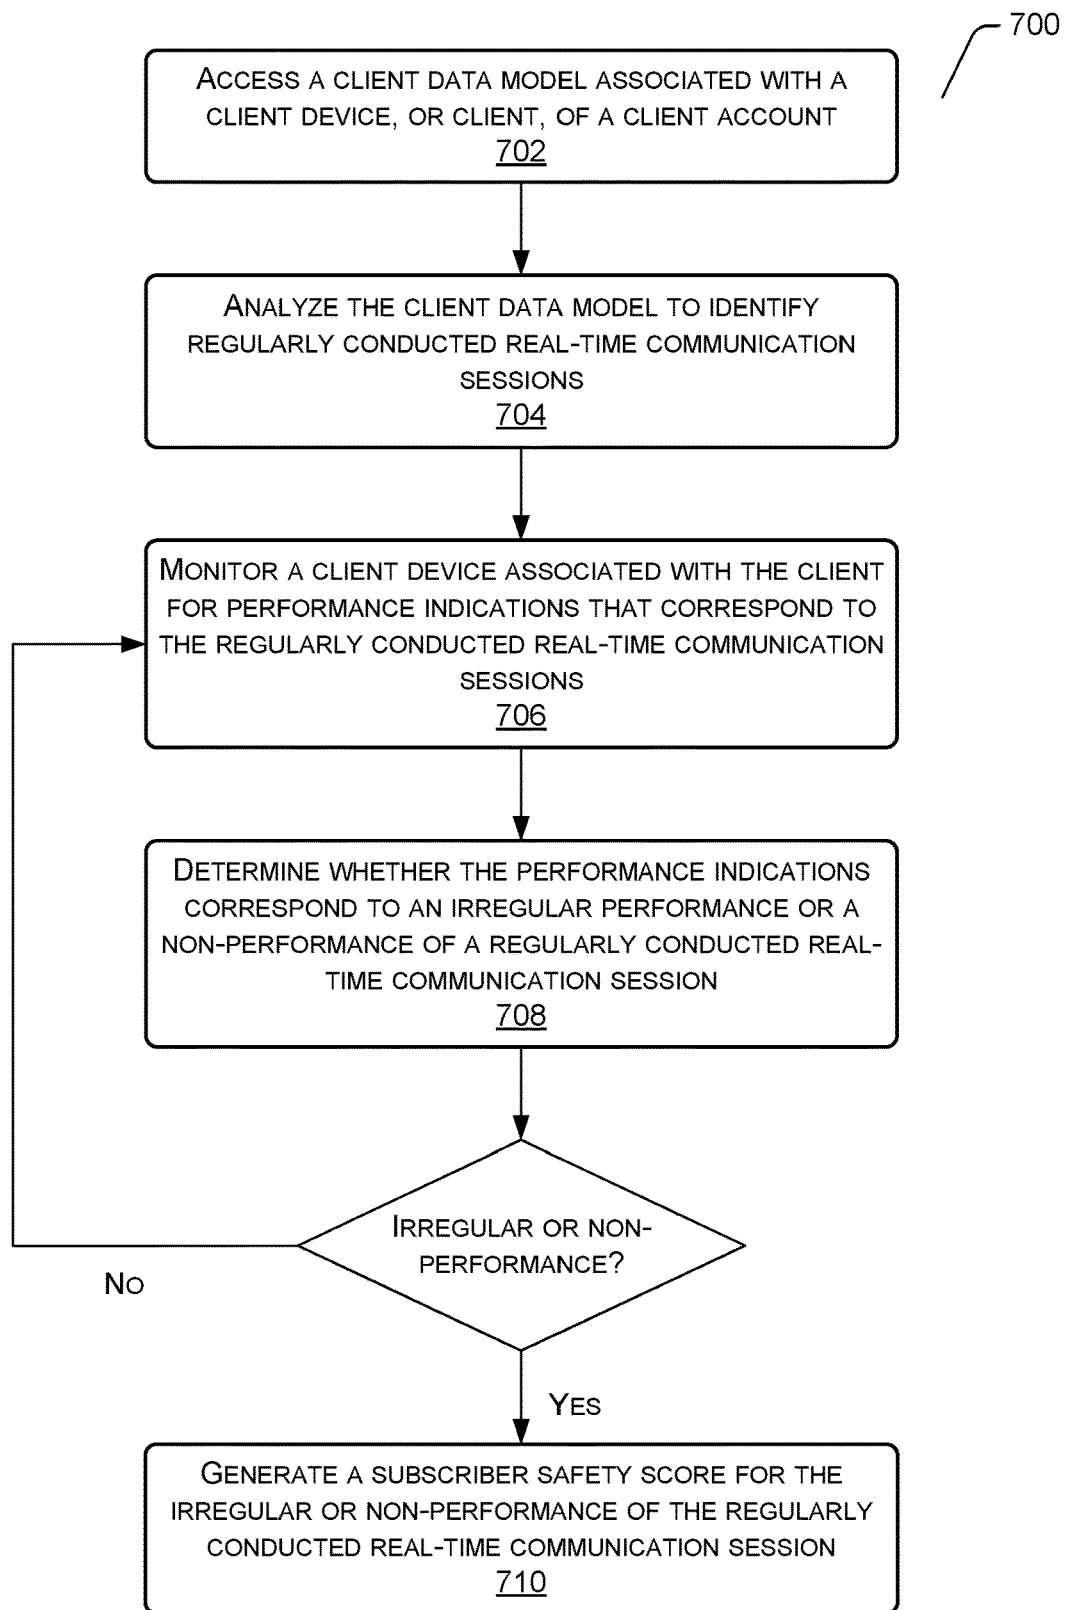 700
ACCESS A CLIENT DATA MODEL ASSOCIATED WITH A
CLIENT DEVICE, OR CLIENT, OF A CLIENT ACCOUNT
702
ANALYZE THE CLIENT DATA MODEL TO IDENTIFY
REGULARLY CONDUCTED REAL-TIME COMMUNICATION
SESSIONS
704
MONITOR A CLIENT DEVICE ASSOCIATED WITH THE CLIENT
FOR PERFORMANCE INDICATIONS THAT CORRESPOND TO
THE REGULARLY CONDUCTED REAL-TIME COMMUNICATION
SESSIONS
706
DETERMINE WHETHER THE PERFORMANCE INDICATIONS
CORRESPOND TO AN IRREGULAR PERFORMANCE OR A
NON-PERFORMANCE OF A REGULARLY CONDUCTED REAL-
TIME COMMUNICATION SESSION
708
IRREGULAR OR NON-
PERFORMANCE?
NO
YES
GENERATE A SUBSCRIBER SAFETY SCORE FOR THE
IRREGULAR OR NON-PERFORMANCE OF THE REGULARLY
CONDUCTED REAL-TIME COMMUNICATION SESSION
710